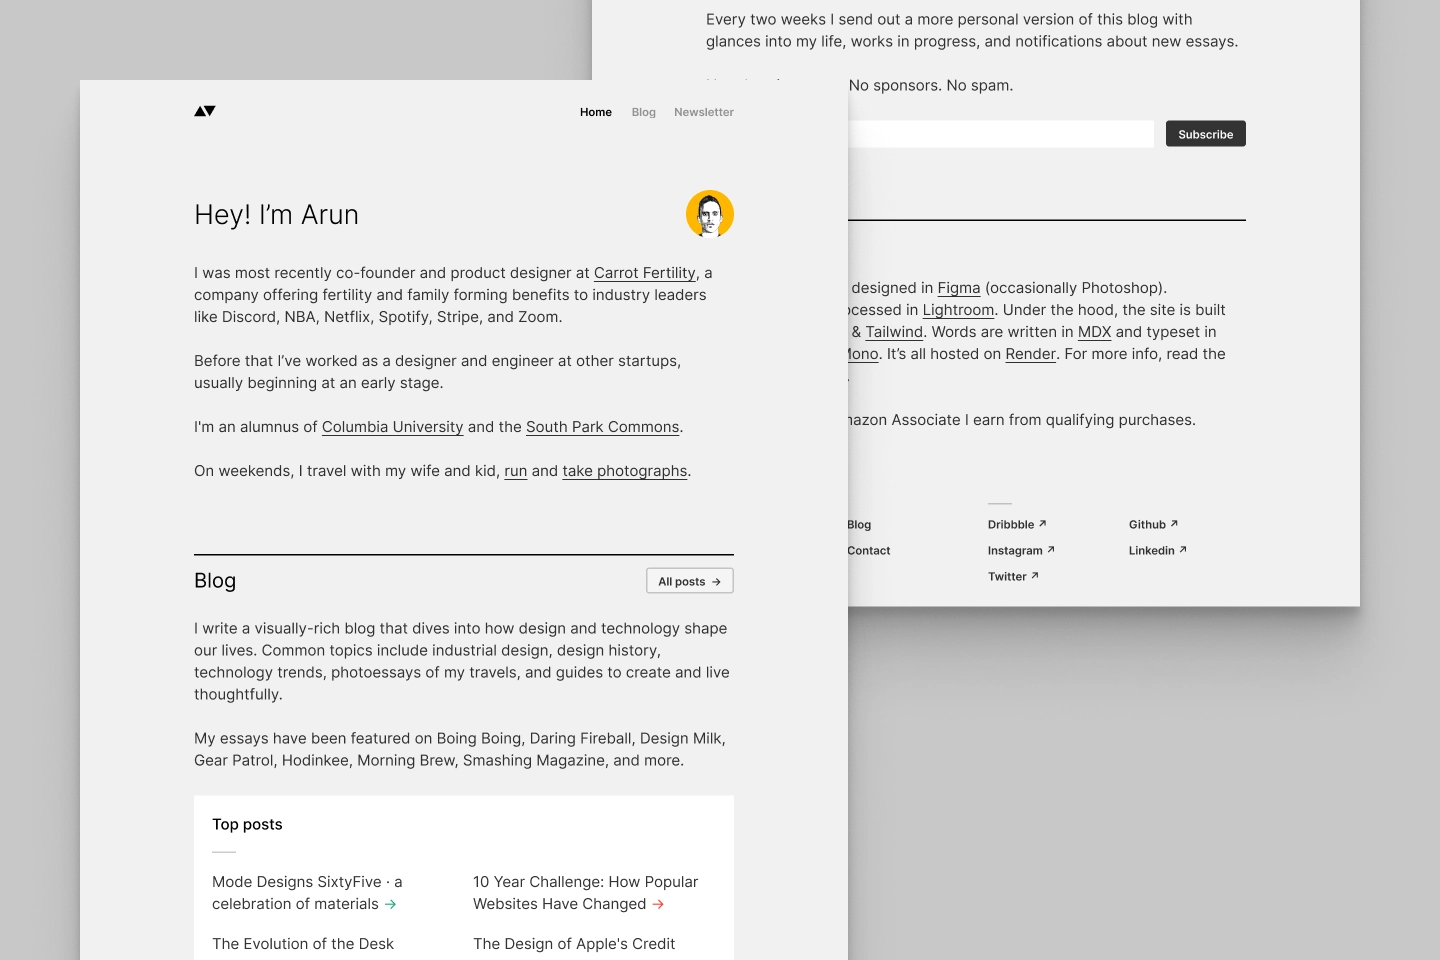 Every two weeks I send out a more personal version of this blog with
glances into my life, works in progress, and notifications about new essays.
No sponsors. No spam.
Subscribe
designed in Figma (occasionally Photoshop).
Lightroom. Under the hood, the site is built
& Tailwind. Words are written in MDX and typeset in
Mono. It’s all hosted on Render. For more info, read the
.
Associate I earn from qualifying purchases.
Blog
Contact
Dribbble ↗
Instagram ↗
Twitter ↗
Github ↗
Linkedin ↗
Home Blog Newsletter
Hey! I’m Arun
I was most recently co-founder and product designer at Carrot Fertility, a
company offering fertility and family forming benefits to industry leaders
like Discord, NBA, Netflix, Spotify, Stripe, and Zoom.
Before that I’ve worked as a designer and engineer at other startups,
usually beginning at an early stage.
I'm an alumnus of Columbia University and the South Park Commons.
On weekends, I travel with my wife and kid, run and take photographs.
Blog
All posts →
I write a visually-rich blog that dives into how design and technology shape
our lives. Common topics include industrial design, design history,
technology trends, photoessays of my travels, and guides to create and live
thoughtfully.
My essays have been featured on Boing Boing, Daring Fireball, Design Milk,
Gear Patrol, Hodinkee, Morning Brew, Smashing Magazine, and more.
Top posts
Mode Designs SixtyFive · a
celebration of materials →
10 Year Challenge: How Popular
Websites Have Changed →
The Evolution of the Desk
The Design of Apple's Credit